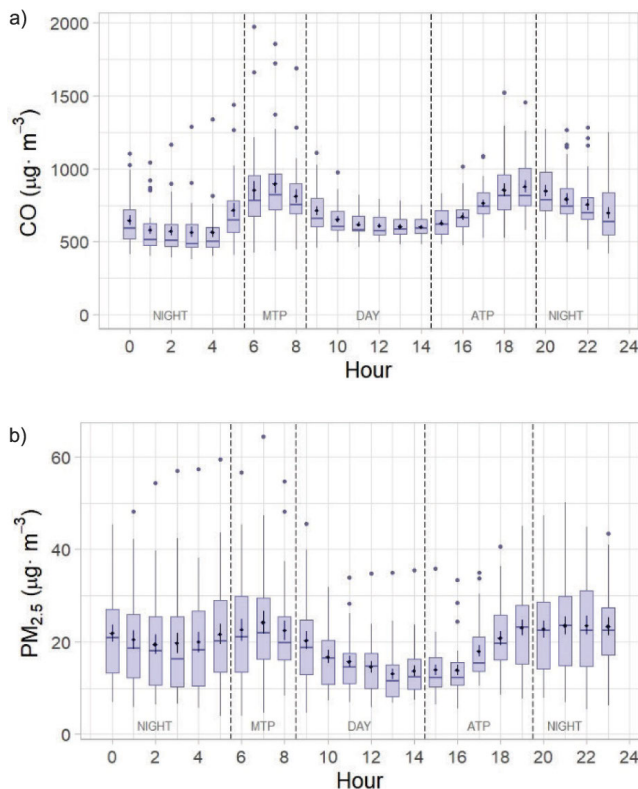 a)
2000
1500
1000
500
0
CO (μg· m⁻³)
NIGHT MTP DAY ATP NIGHT
0 2 4 6 8 10 12 14 16 18 20 22 24
Hour
b)
60
40
20
0
PM₂.₅ (μg· m⁻³)
NIGHT MTP DAY ATP NIGHT
0 2 4 6 8 10 12 14 16 18 20 22 24
Hour